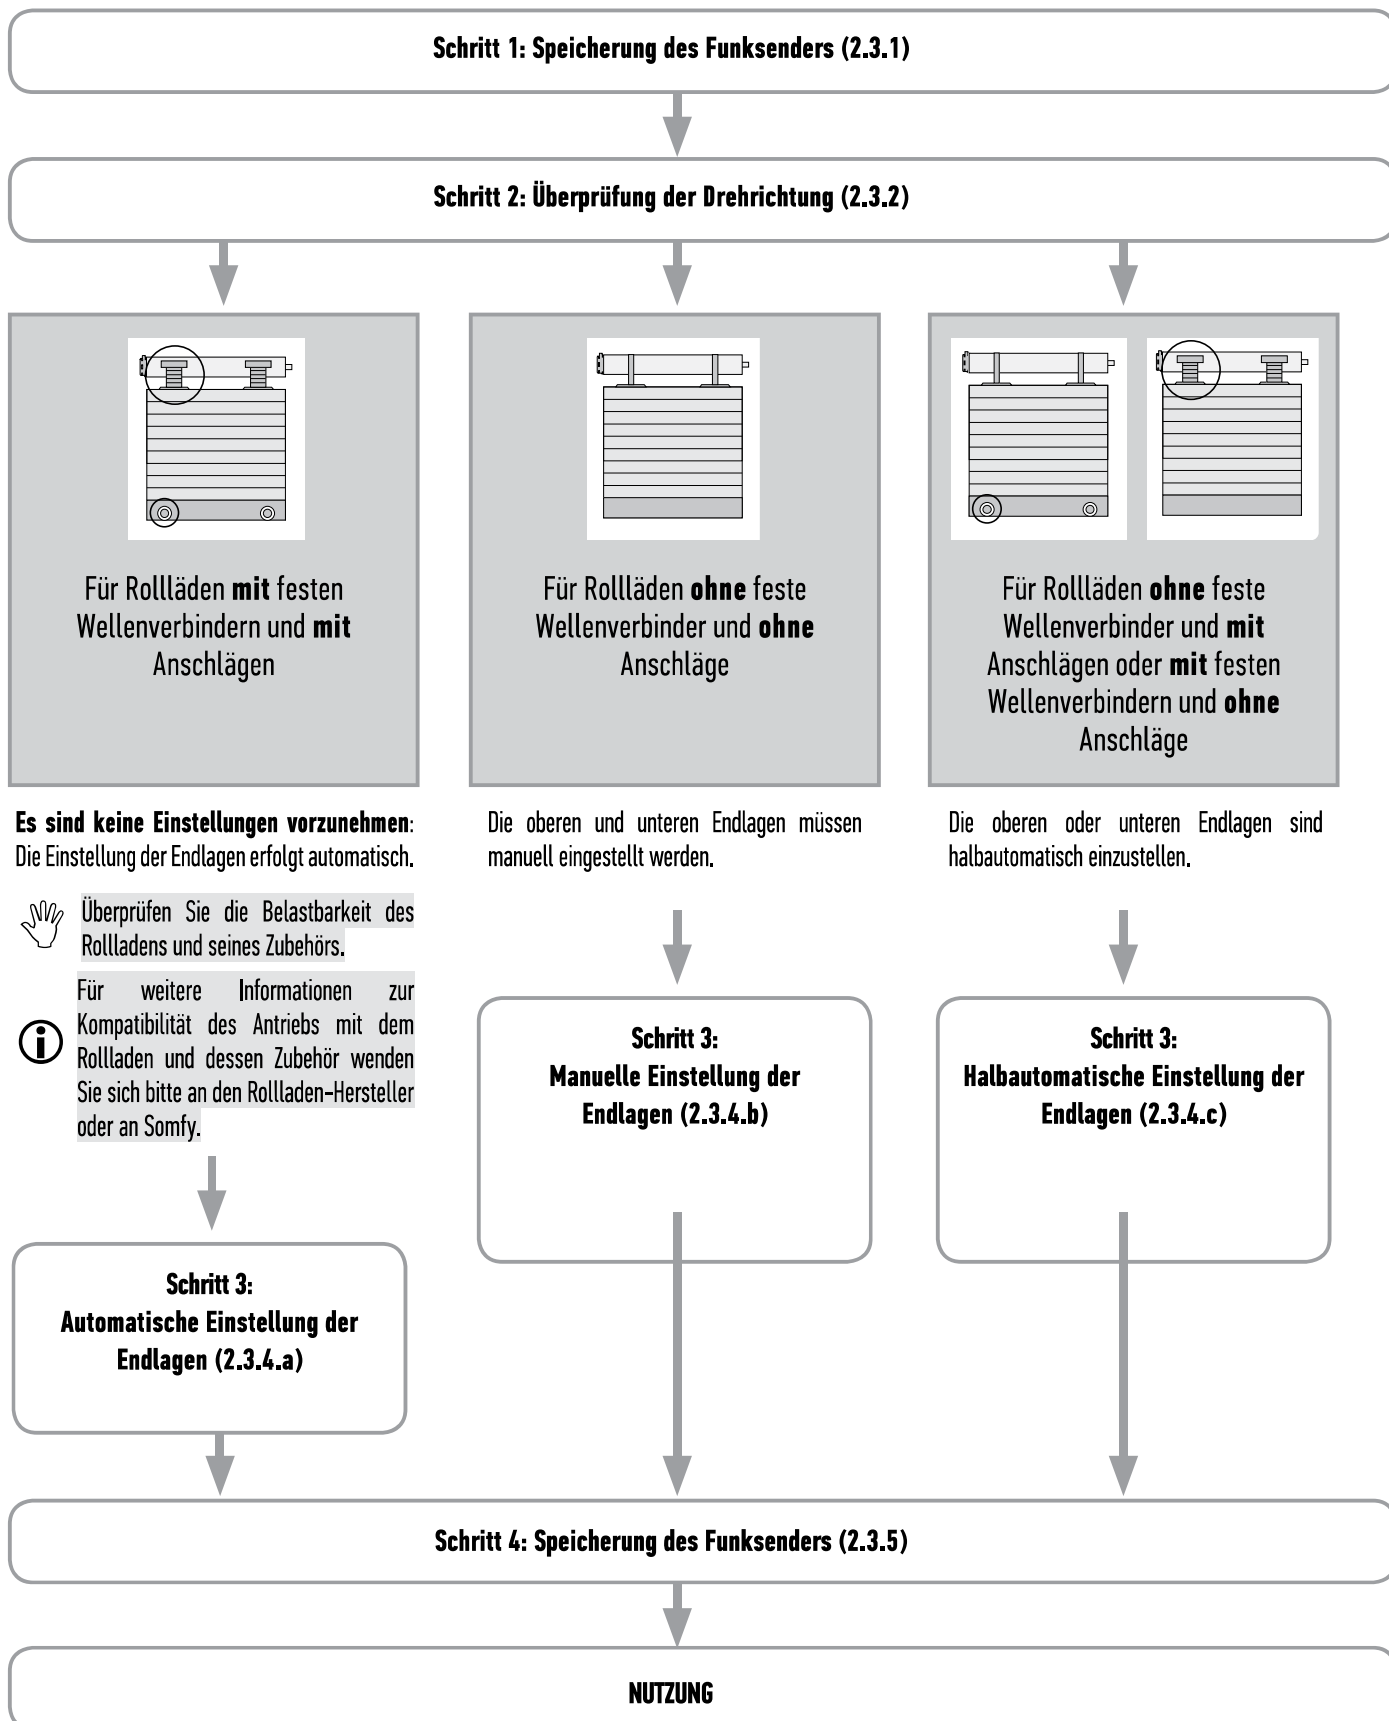 Schritt 1: Speicherung des Funksenders (2.3.1)
Schritt 2: Überprüfung der Drehrichtung (2.3.2)
Für Rollläden mit festen
Wellenverbindern und mit
Anschlägen
Es sind keine Einstellungen vorzunehmen:
Die Einstellung der Endlagen erfolgt automatisch.
Überprüfen Sie die Belastbarkeit des
Rollladens und seines Zubehörs.
Für weitere Informationen zur
Kompatibilität des Antriebs mit dem
Rollladen und dessen Zubehör wenden
Sie sich bitte an den Rollladen-Hersteller
oder an Somfy.
Schritt 3:
Automatische Einstellung der
Endlagen (2.3.4.a)
Für Rollläden ohne feste
Wellenverbinder und ohne
Anschläge
Die oberen und unteren Endlagen müssen
manuell eingestellt werden.
Schritt 3:
Manuelle Einstellung der
Endlagen (2.3.4.b)
Für Rollläden ohne feste
Wellenverbinder und mit
Anschlägen oder mit festen
Wellenverbindern und ohne
Anschläge
Die oberen oder unteren Endlagen sind
halbautomatisch einzustellen.
Schritt 3:
Halbautomatische Einstellung der
Endlagen (2.3.4.c)
Schritt 4: Speicherung des Funksenders (2.3.5)
NUTZUNG